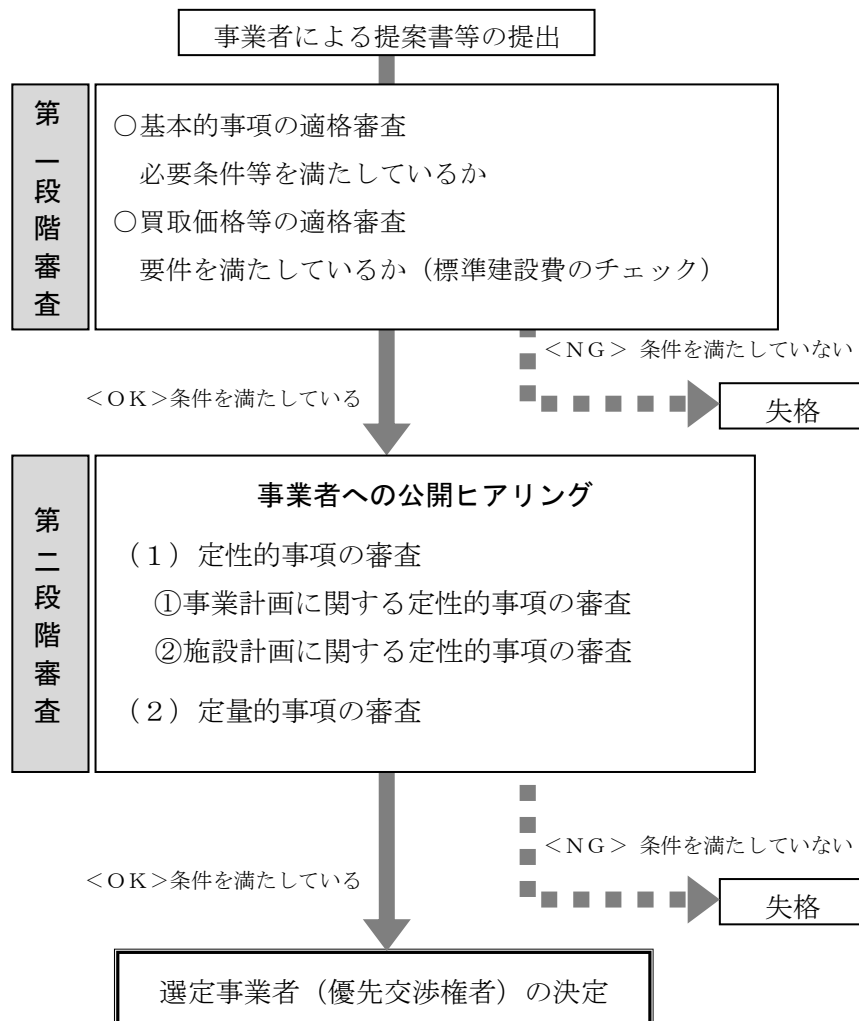 事業者による提案書等の提出
第一段階審査
○基本的事項の適格審査
必要条件等を満たしているか
○買取価格等の適格審査
要件を満たしているか（標準建設費のチェック）
＜ＮＧ＞ 条件を満たしていない
＜ＯＫ＞条件を満たしている
失格
第二段階審査
事業者への公開ヒアリング
（１）定性的事項の審査
①事業計画に関する定性的事項の審査
②施設計画に関する定性的事項の審査
（２）定量的事項の審査
＜ＮＧ＞ 条件を満たしていない
＜ＯＫ＞条件を満たしている
失格
選定事業者（優先交渉権者）の決定